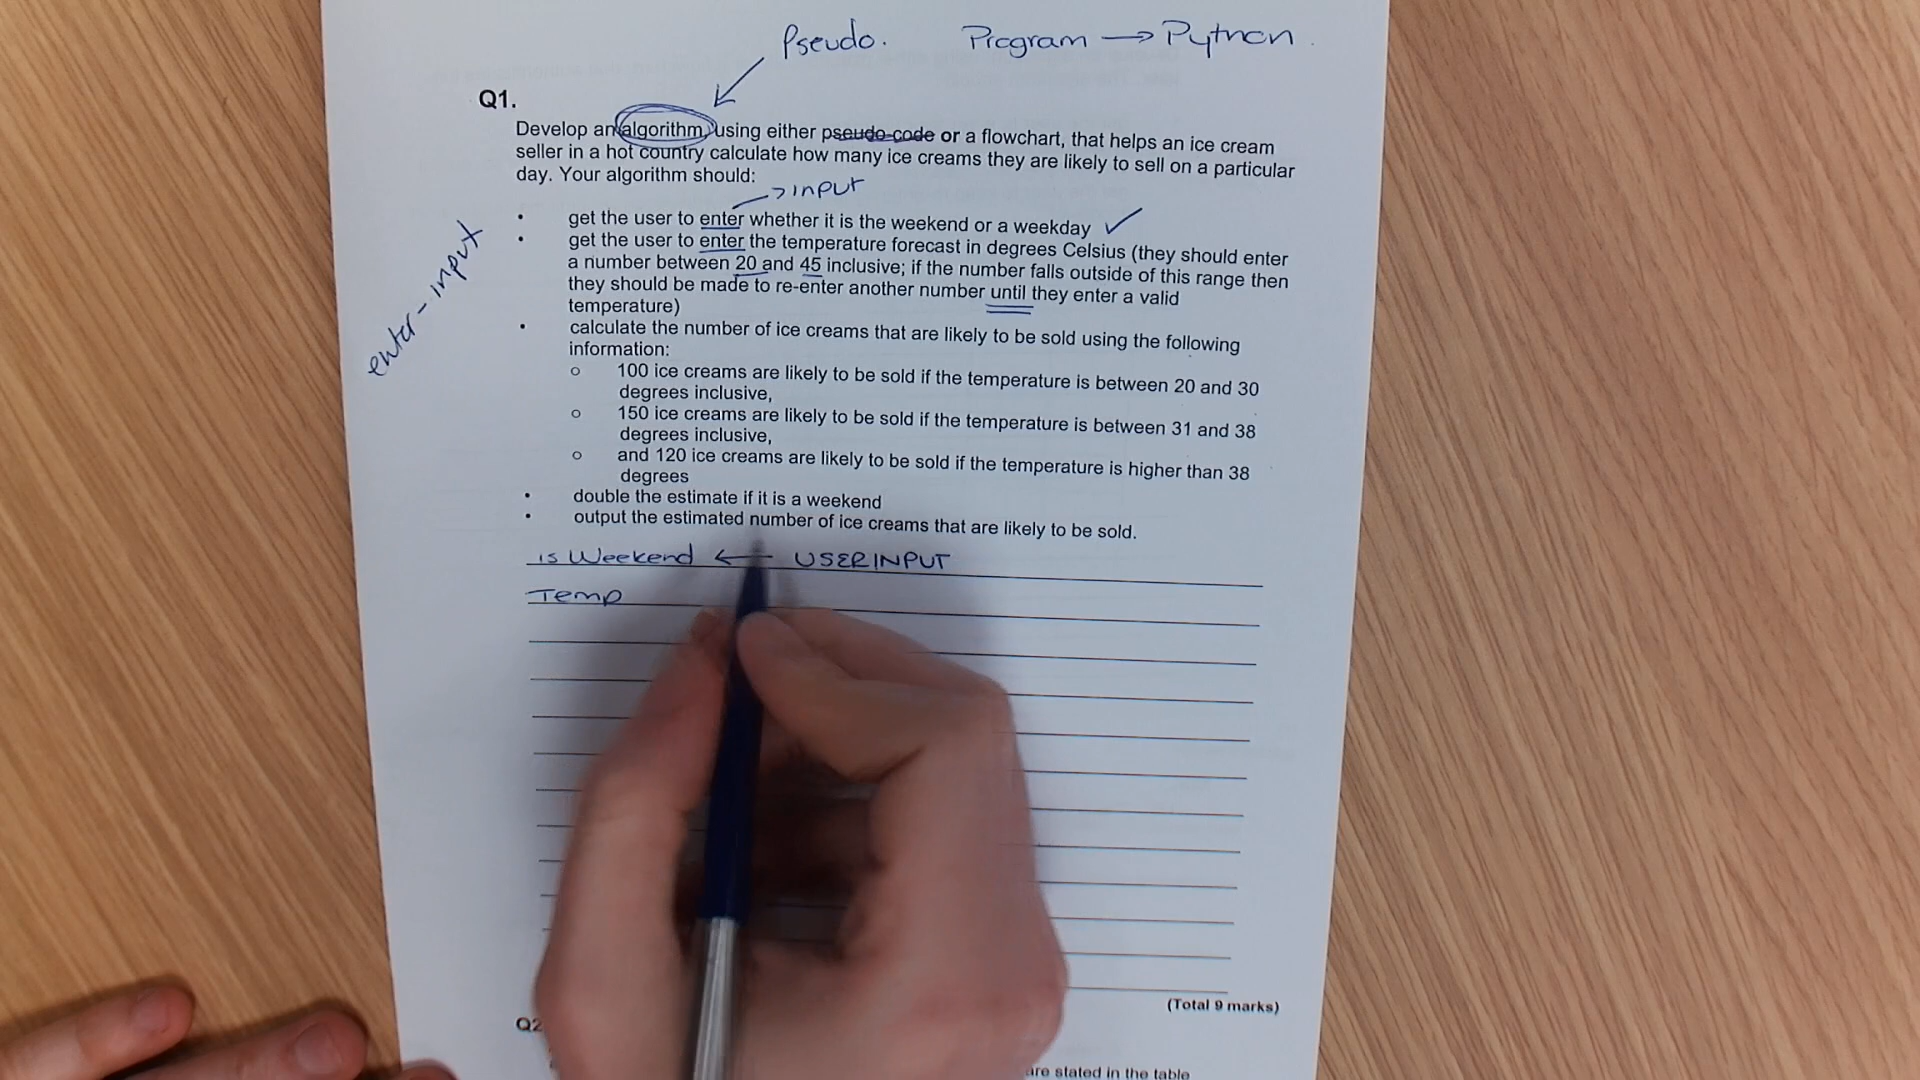 Pseudo. Program → Python.
Q1.
Develop an algorithm, using either pseudo-code or a flowchart, that helps an ice cream
seller in a hot country calculate how many ice creams they are likely to sell on a particular
day. Your algorithm should:
→ input
• get the user to enter whether it is the weekend or a weekday ✓
• get the user to enter the temperature forecast in degrees Celsius (they should enter
a number between 20 and 45 inclusive; if the number falls outside of this range then
they should be made to re-enter another number until they enter a valid
temperature)
enter - input
• calculate the number of ice creams that are likely to be sold using the following
information:
o 100 ice creams are likely to be sold if the temperature is between 20 and 30
degrees inclusive,
o 150 ice creams are likely to be sold if the temperature is between 31 and 38
degrees inclusive,
o and 120 ice creams are likely to be sold if the temperature is higher than 38
degrees
• double the estimate if it is a weekend
• output the estimated number of ice creams that are likely to be sold.
is Weekend ← USERINPUT
Temp
(Total 9 marks)
Q2
are stated in the table